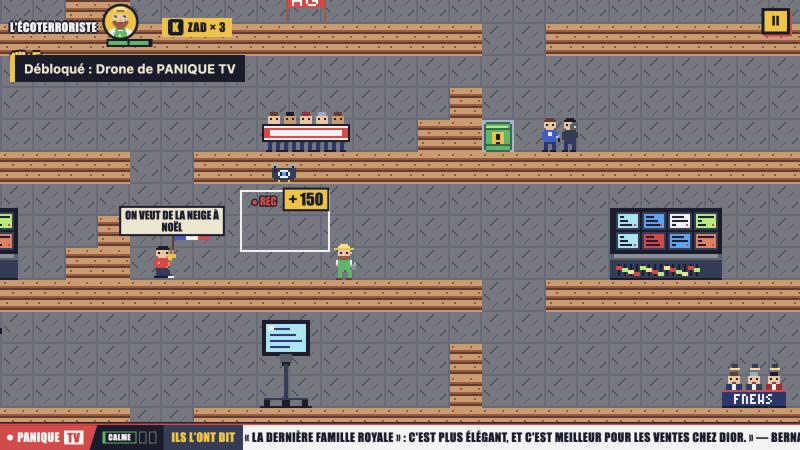 L'ÉCOTERRORISTE
K ZAD × 3
Débloqué : Drone de PANIQUE TV
A
REC
+150
ON VEUT DE LA NEIGE À
NOËL
FNEWS
PANIQUE TV
CALME
ILS L'ONT DIT
« LA DERNIÈRE FAMILLE ROYALE » : C'EST PLUS ÉLÉGANT, ET C'EST MEILLEUR POUR LES VENTES CHEZ DIOR. » — BERNA